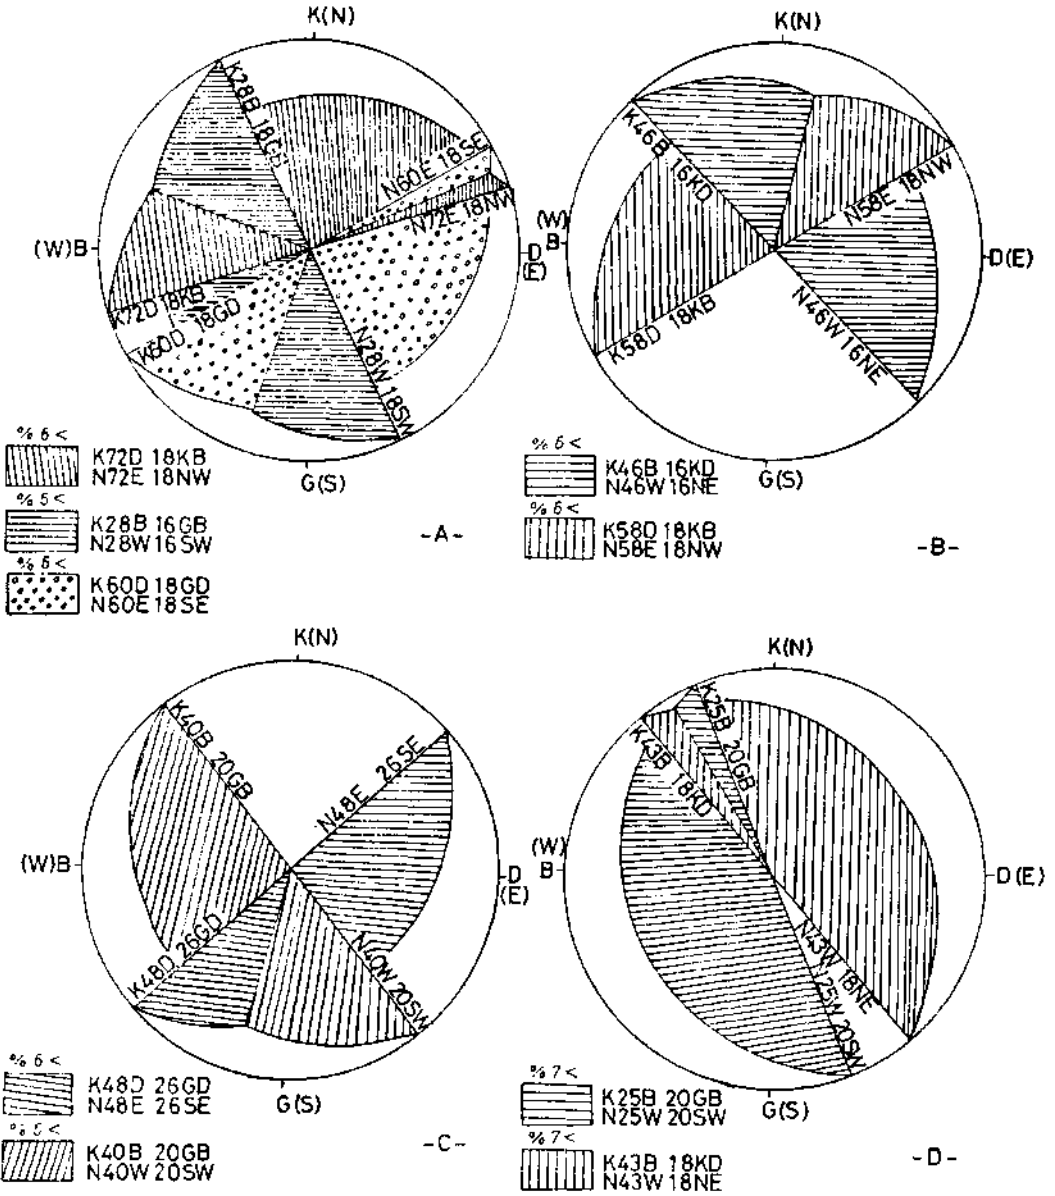 K(N)
K28B 18GB
N60E 18SE
N72E 18NW
(W)B
D
(E)
K72D 18KB
K60D 18GD
N28W 18SW
G(S)
% 6 <
K72D 18KB
N72E 18NW
% 5 <
K28B 16GB
N28W 16SW
% 6 <
K60D 18GD
N60E 18SE
-A-
K(N)
K46B 16KD
N58E 18NW
(W)
B
D(E)
K58D 18KB
N46W 16NE
G(S)
% 6 <
K46B 16KD
N46W 16NE
% 6 <
K58D 18KB
N58E 18NW
-B-
K(N)
K40B 20GB
N48E 26SE
(W)B
D
(E)
K48D 26GD
N40W 20SW
G(S)
% 6 <
K48D 26GD
N48E 26SE
% 6 <
K40B 20GB
N40W 20SW
-C-
K(N)
K25B 20GB
K43B 18KD
(W)
B
D(E)
N43W 18NE
25W 20SW
G(S)
% 7 <
K25B 20GB
N25W 20SW
% 7 <
K43B 18KD
N43W 18NE
-D-